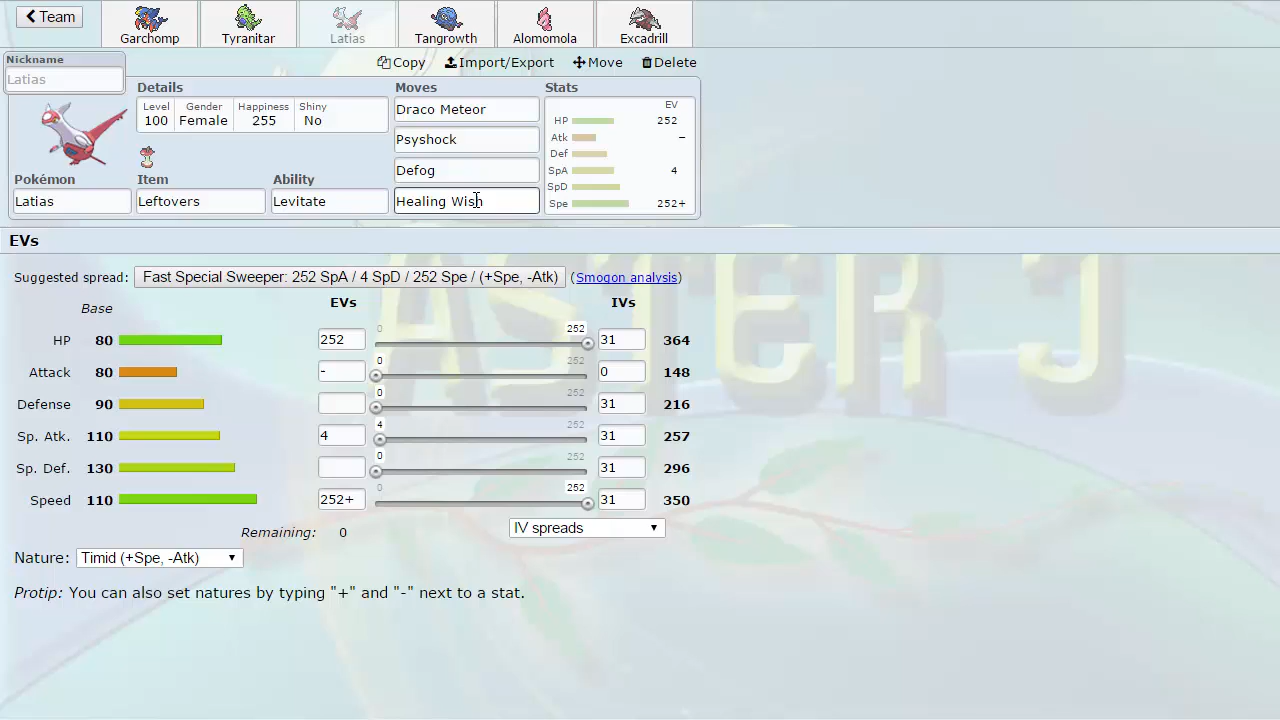 Team
Garchomp Tyranitar Latias Tangrowth Alomomola Excadrill
Copy Import/Export Move Delete
Nickname
Latias
Details Moves Stats
Level Gender Happiness Shiny
100 Female 255 No
Draco Meteor
Psyshock
Defog
Healing Wish
EV
HP 252
Atk –
Def
SpA 4
SpD
Spe 252+
Pokémon Item Ability
Latias Leftovers Levitate
EVs
Suggested spread: Fast Special Sweeper: 252 SpA / 4 SpD / 252 Spe / (+Spe, -Atk) (Smogon analysis)
Base EVs IVs
HP 80 252 0 252 31 364
Attack 80 - 0 252 0 148
Defense 90 0 252 31 216
Sp. Atk. 110 4 4 252 31 257
Sp. Def. 130 0 252 31 296
Speed 110 252+ 0 252 31 350
Remaining: 0 IV spreads
Nature: Timid (+Spe, -Atk)
Protip: You can also set natures by typing "+" and "-" next to a stat.
ASTER J